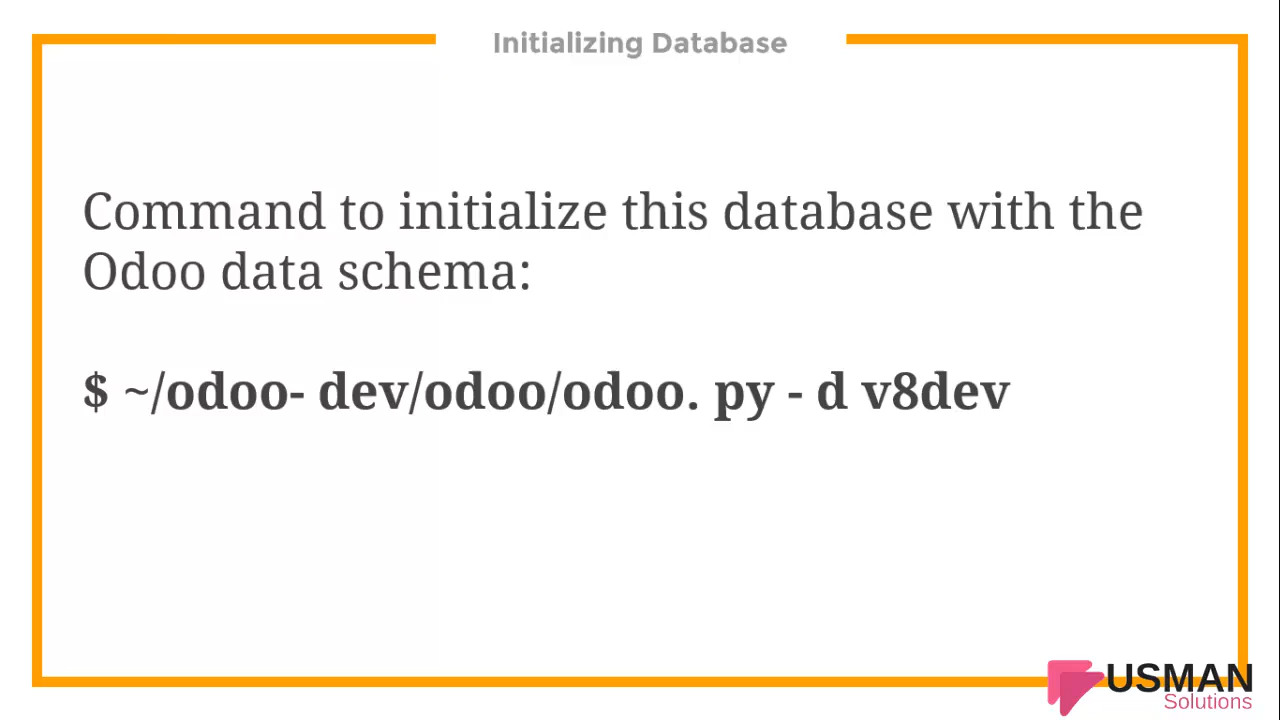 Initializing Database
Command to initialize this database with the
Odoo data schema:
$ ~/odoo- dev/odoo/odoo. py - d v8dev
USMAN
Solutions